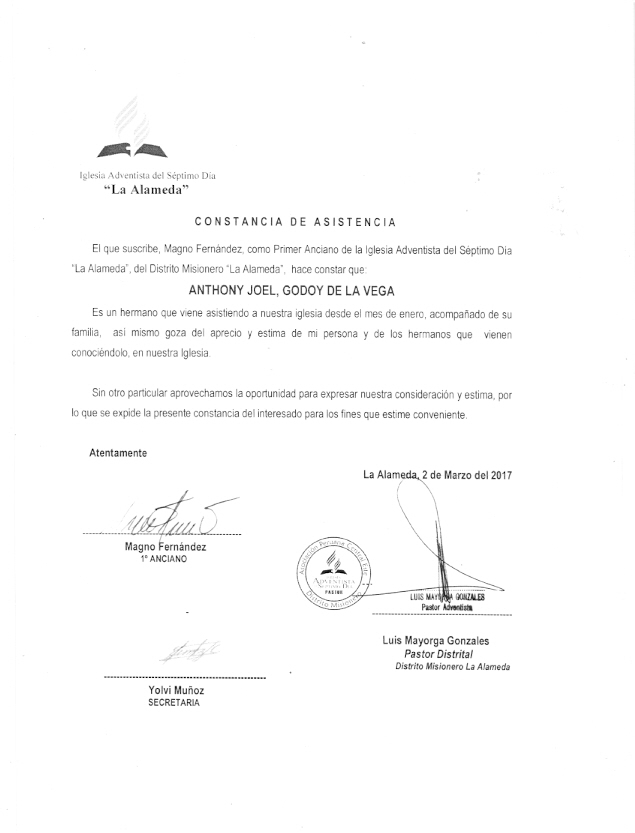 Iglesia Adventista del Séptimo Día
“La Alameda”
CONSTANCIA DE ASISTENCIA
El que suscribe, Magno Fernández, como Primer Anciano de la Iglesia Adventista del Séptimo Día
“La Alameda”, del Distrito Misionero “La Alameda”, hace constar que:
ANTHONY JOEL, GODOY DE LA VEGA
Es un hermano que viene asistiendo a nuestra iglesia desde el mes de enero, acompañado de su
familia, asi mismo goza del aprecio y estima de mi persona y de los hermanos que vienen
conociéndolo, en nuestra Iglesia.
Sin otro particular aprovechamos la oportunidad para expresar nuestra consideración y estima, por
lo que se expide la presente constancia del interesado para los fines que estime conveniente.
Atentamente
La Alameda, 2 de Marzo del 2017
Magno Fernández
1° ANCIANO
Asociación Peruana Central Este
ADVENTISTA
SÉPTIMO DÍA
PASTOR
Distrito Misionero
LUIS MAYORGA GONZALES
Pastor Adventista
Luis Mayorga Gonzales
Pastor Distrital
Distrito Misionero La Alameda
Yolvi Muñoz
SECRETARIA